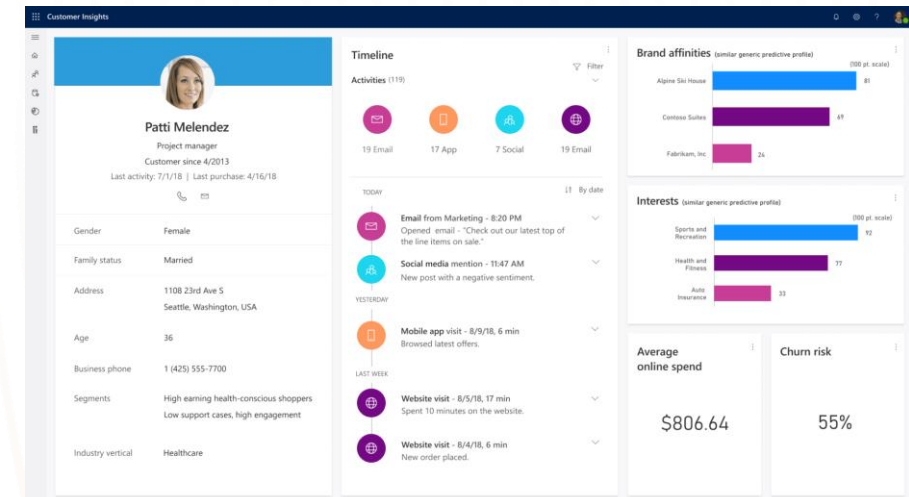 Customer Insights
?
Patti Melendez
Project manager
Customer since 4/2013
Last activity: 7/1/18 | Last purchase: 4/16/18
Gender Female
Family status Married
Address 1108 23rd Ave S
Seattle, Washington, USA
Age 36
Business phone 1 (425) 555-7700
Segments High earning health-conscious shoppers
Low support cases, high engagement
Industry vertical Healthcare
Timeline
Filter
Activities (119)
19 Email 17 App 7 Social 19 Email
TODAY By date
Email from Marketing - 8:20 PM
Opened email - "Check out our latest top of
the line items on sale."
Social media mention - 11:47 AM
New post with a negative sentiment.
YESTERDAY
Mobile app visit - 8/9/18, 6 min
Browsed latest offers.
LAST WEEK
Website visit - 8/5/18, 17 min
Spent 10 minutes on the website.
Website visit - 8/4/18, 6 min
New order placed.
Brand affinities (similar generic predictive profile)
(100 pt. scale)
Alpine Ski House 81
Contoso Suites 69
Fabrikam, Inc 24
Interests (similar generic predictive profile)
(100 pt. scale)
Sports and
Recreation 92
Health and
Fitness 77
Auto
Insurance 33
Average
online spend
$806.64
Churn risk
55%